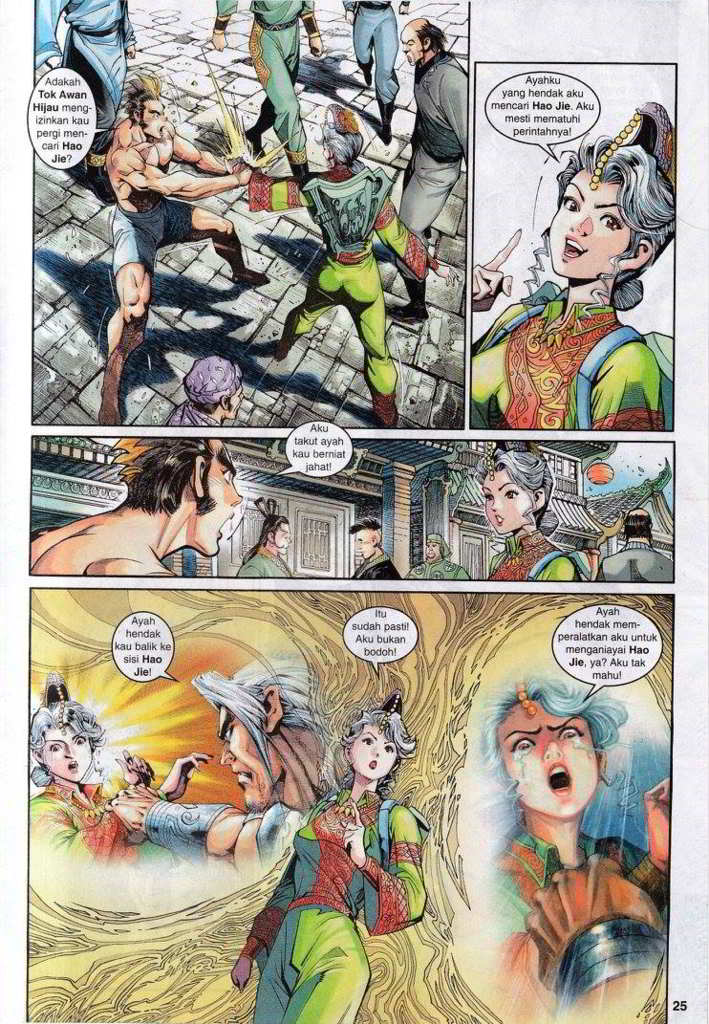 Adakah
Tok Awan
Hijau meng-
izinkan kau
pergi men-
cari Hao
Jie?
Ayahku
yang hendak aku
mencari Hao Jie. Aku
mesti mematuhi
perintahnya!
Aku
takut ayah
kau berniat
jahat!
Ayah
hendak
kau balik ke
sisi Hao
Jie!
Itu
sudah pasti!
Aku bukan
bodoh!
Ayah
hendak mem-
peralatkan aku untuk
menganiayai Hao
Jie, ya? Aku tak
mahu!
25